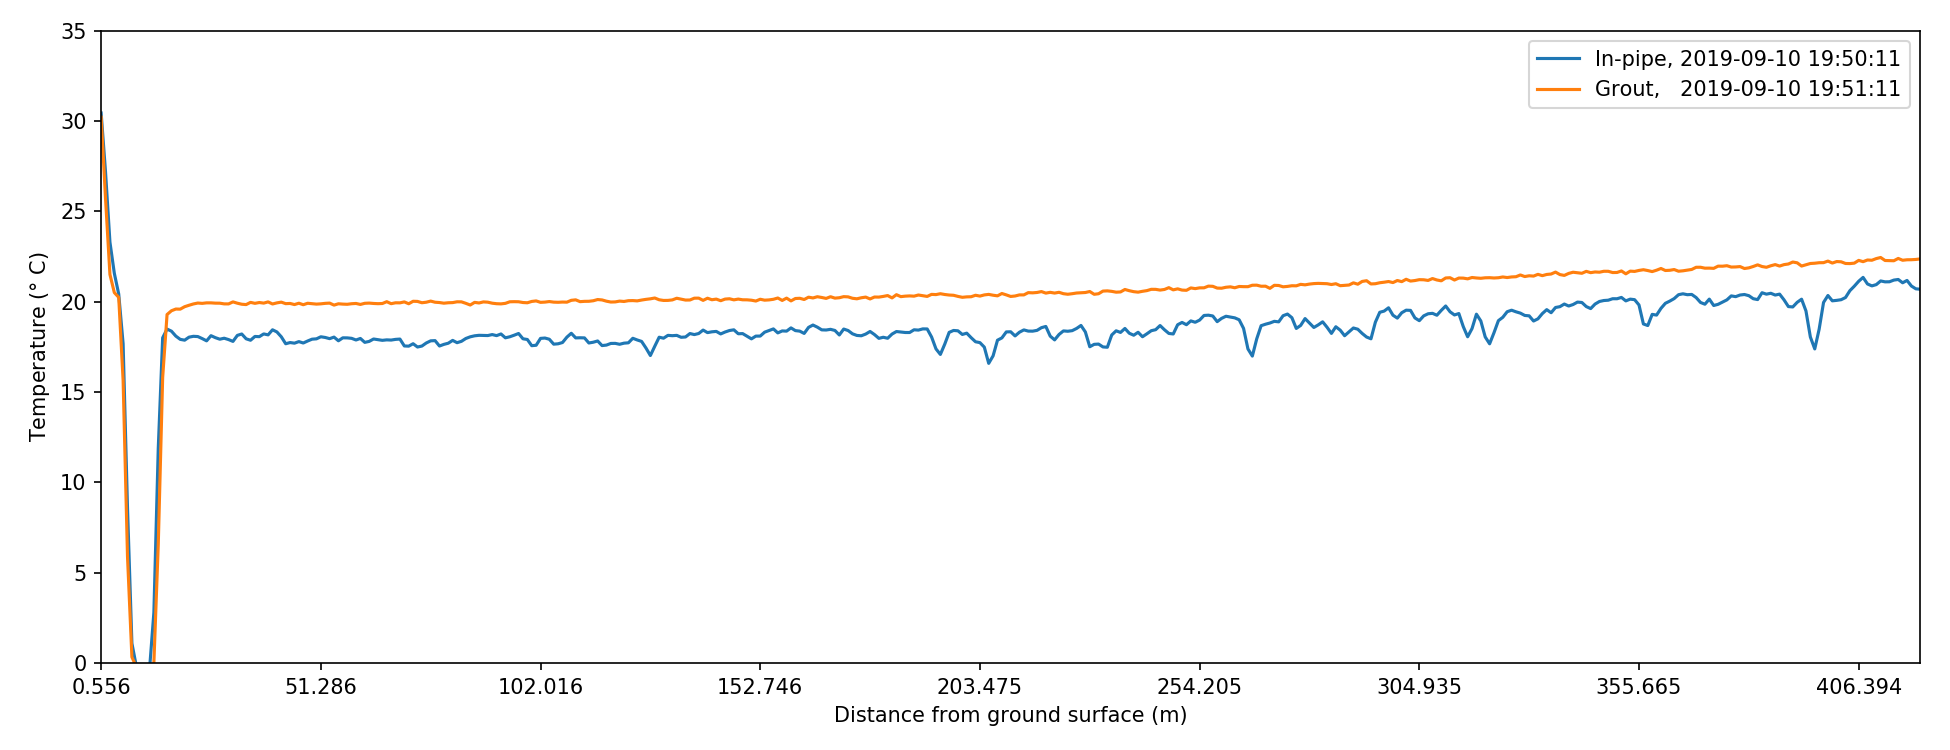 In-pipe, 2019-09-10 19:50:11
Grout, 2019-09-10 19:51:11
Temperature (° C)
35
30
25
20
15
10
5
0
0.556 51.286 102.016 152.746 203.475 254.205 304.935 355.665 406.394
Distance from ground surface (m)